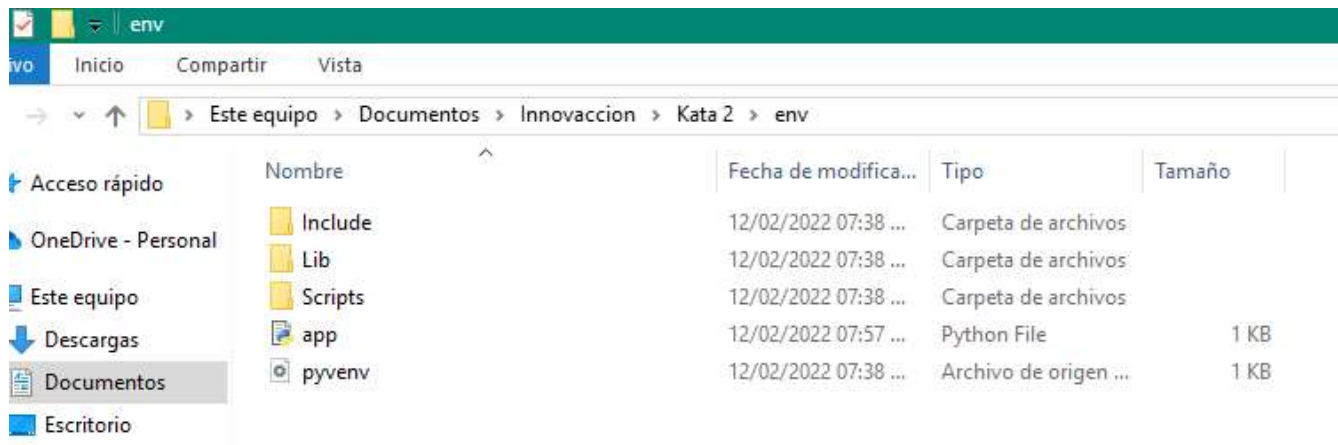 env
ivo Inicio Compartir Vista
Este equipo > Documentos > Innovaccion > Kata 2 > env
Nombre Fecha de modifica... Tipo Tamaño
Acceso rápido
OneDrive - Personal
Este equipo
Descargas
Documentos
Escritorio
Include 12/02/2022 07:38 ... Carpeta de archivos
Lib 12/02/2022 07:38 ... Carpeta de archivos
Scripts 12/02/2022 07:38 ... Carpeta de archivos
app 12/02/2022 07:57 ... Python File 1 KB
pyvenv 12/02/2022 07:38 ... Archivo de origen ... 1 KB